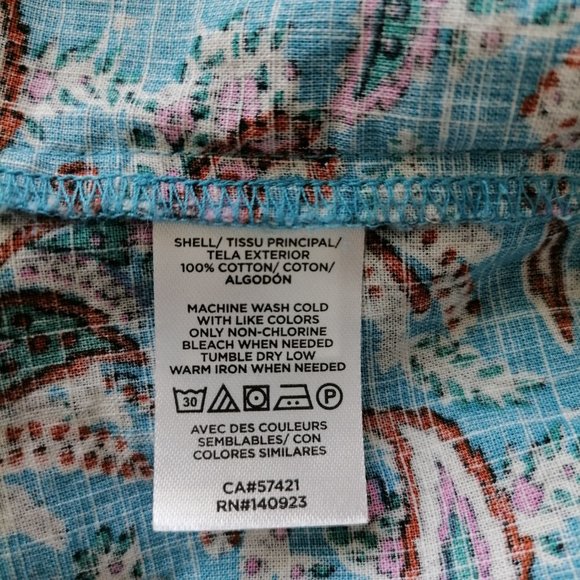 SHELL/ TISSU PRINCIPAL/
TELA EXTERIOR
100% COTTON/ COTON/
ALGODÓN
MACHINE WASH COLD
WITH LIKE COLORS
ONLY NON-CHLORINE
BLEACH WHEN NEEDED
TUMBLE DRY LOW
WARM IRON WHEN NEEDED
30 P
AVEC DES COULEURS
SEMBLABLES/ CON
COLORES SIMILARES
CA#57421
RN#140923